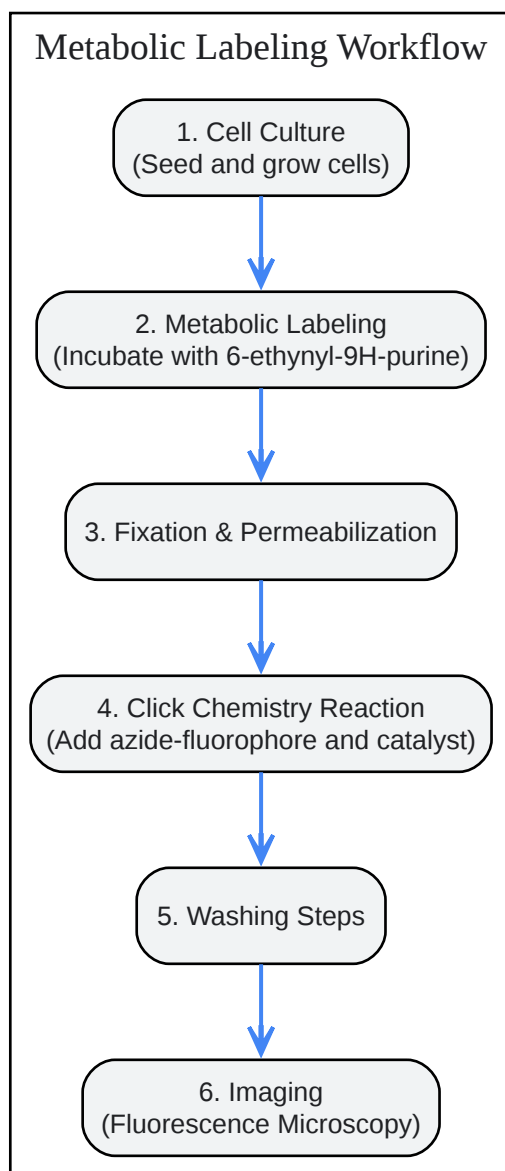 Metabolic Labeling Workflow
1. Cell Culture
(Seed and grow cells)
2. Metabolic Labeling
(Incubate with 6-ethynyl-9H-purine)
3. Fixation & Permeabilization
4. Click Chemistry Reaction
(Add azide-fluorophore and catalyst)
5. Washing Steps
6. Imaging
(Fluorescence Microscopy)